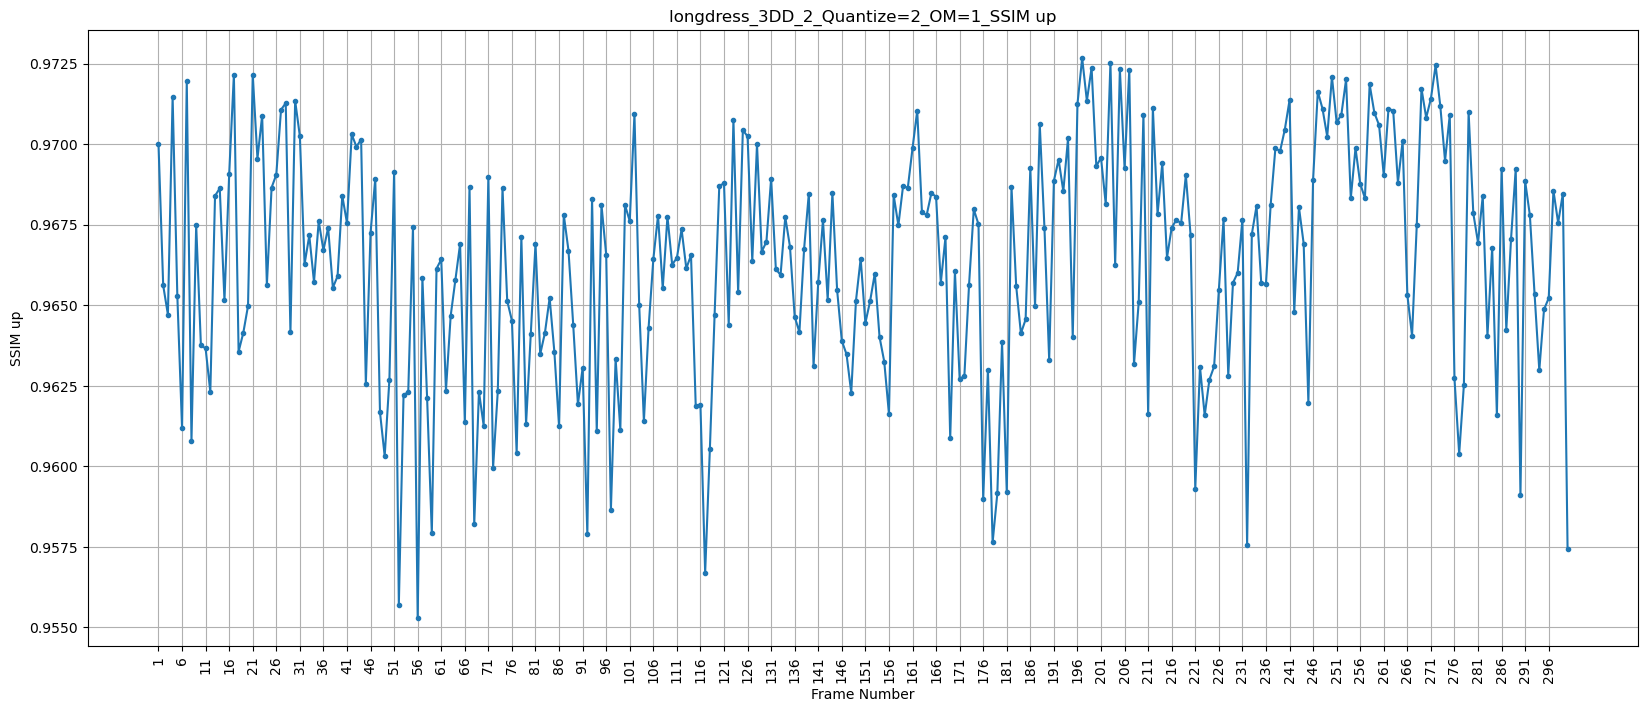 longdress_3DD_2_Quantize=2_OM=1_SSIM up
SSIM up
0.9725
0.9700
0.9675
0.9650
0.9625
0.9600
0.9575
0.9550
1 6 11 16 21 26 31 36 41 46 51 56 61 66 71 76 81 86 91 96 101 106 111 116 121 126 131 136 141 146 151 156 161 166 171 176 181 186 191 196 201 206 211 216 221 226 231 236 241 246 251 256 261 266 271 276 281 286 291 296
Frame Number